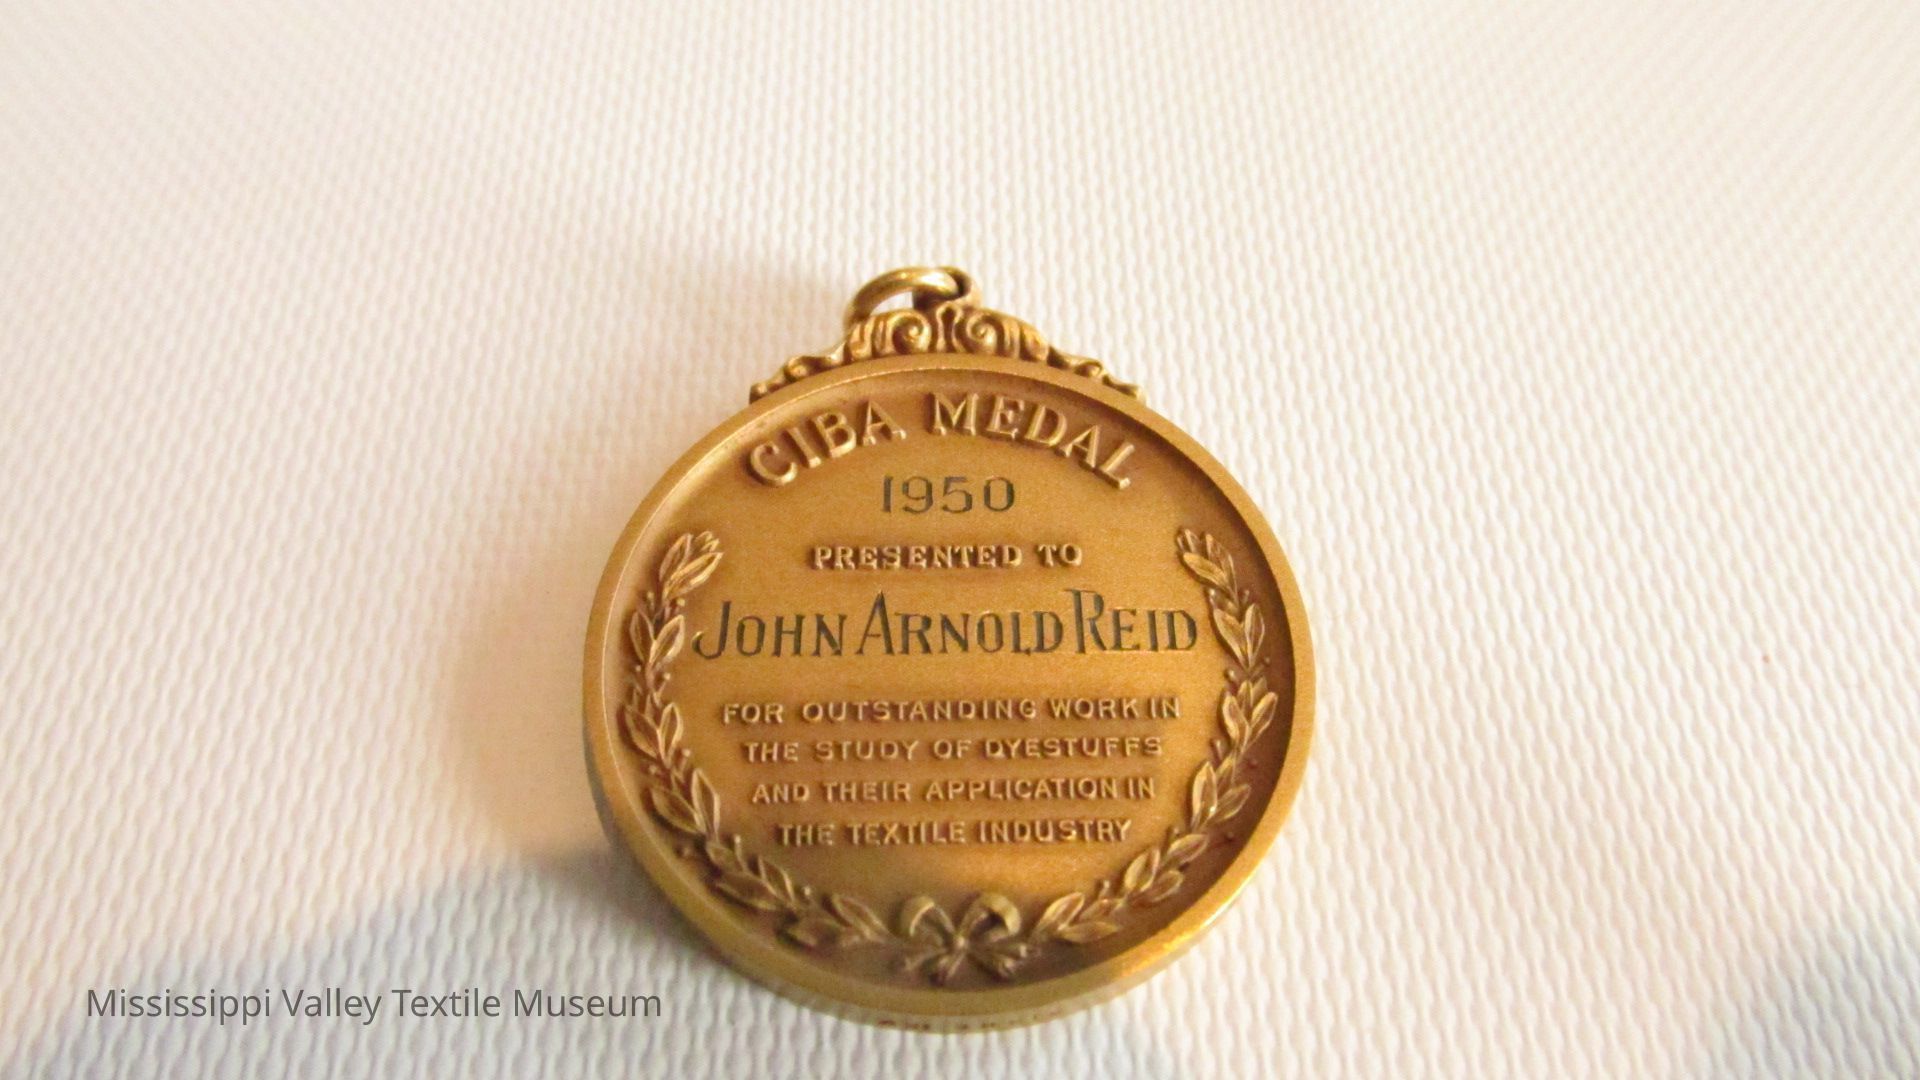 CIBA MEDAL
1950
PRESENTED TO
JOHN ARNOLD REID
FOR OUTSTANDING WORK IN
THE STUDY OF DYESTUFFS
AND THEIR APPLICATION IN
THE TEXTILE INDUSTRY
Mississippi Valley Textile Museum